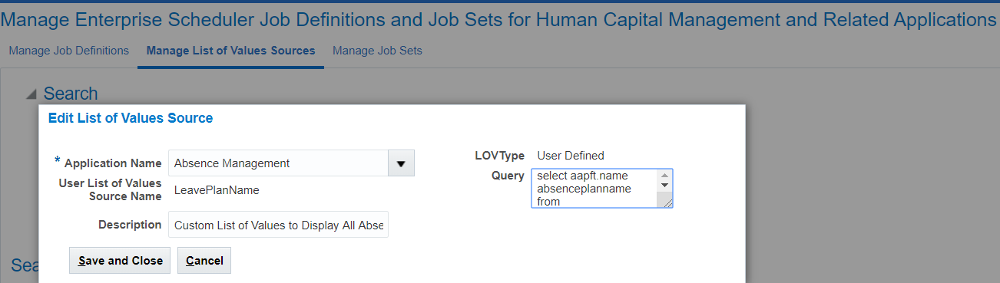 Manage Enterprise Scheduler Job Definitions and Job Sets for Human Capital Management and Related Applications
Manage Job Definitions Manage List of Values Sources Manage Job Sets
Search
Edit List of Values Source
* Application Name Absence Management
User List of Values
Source Name LeavePlanName
Description Custom List of Values to Display All Abse
Save and Close Cancel
LOVType User Defined
Query select aapft.name
absenceplanname
from
Sea